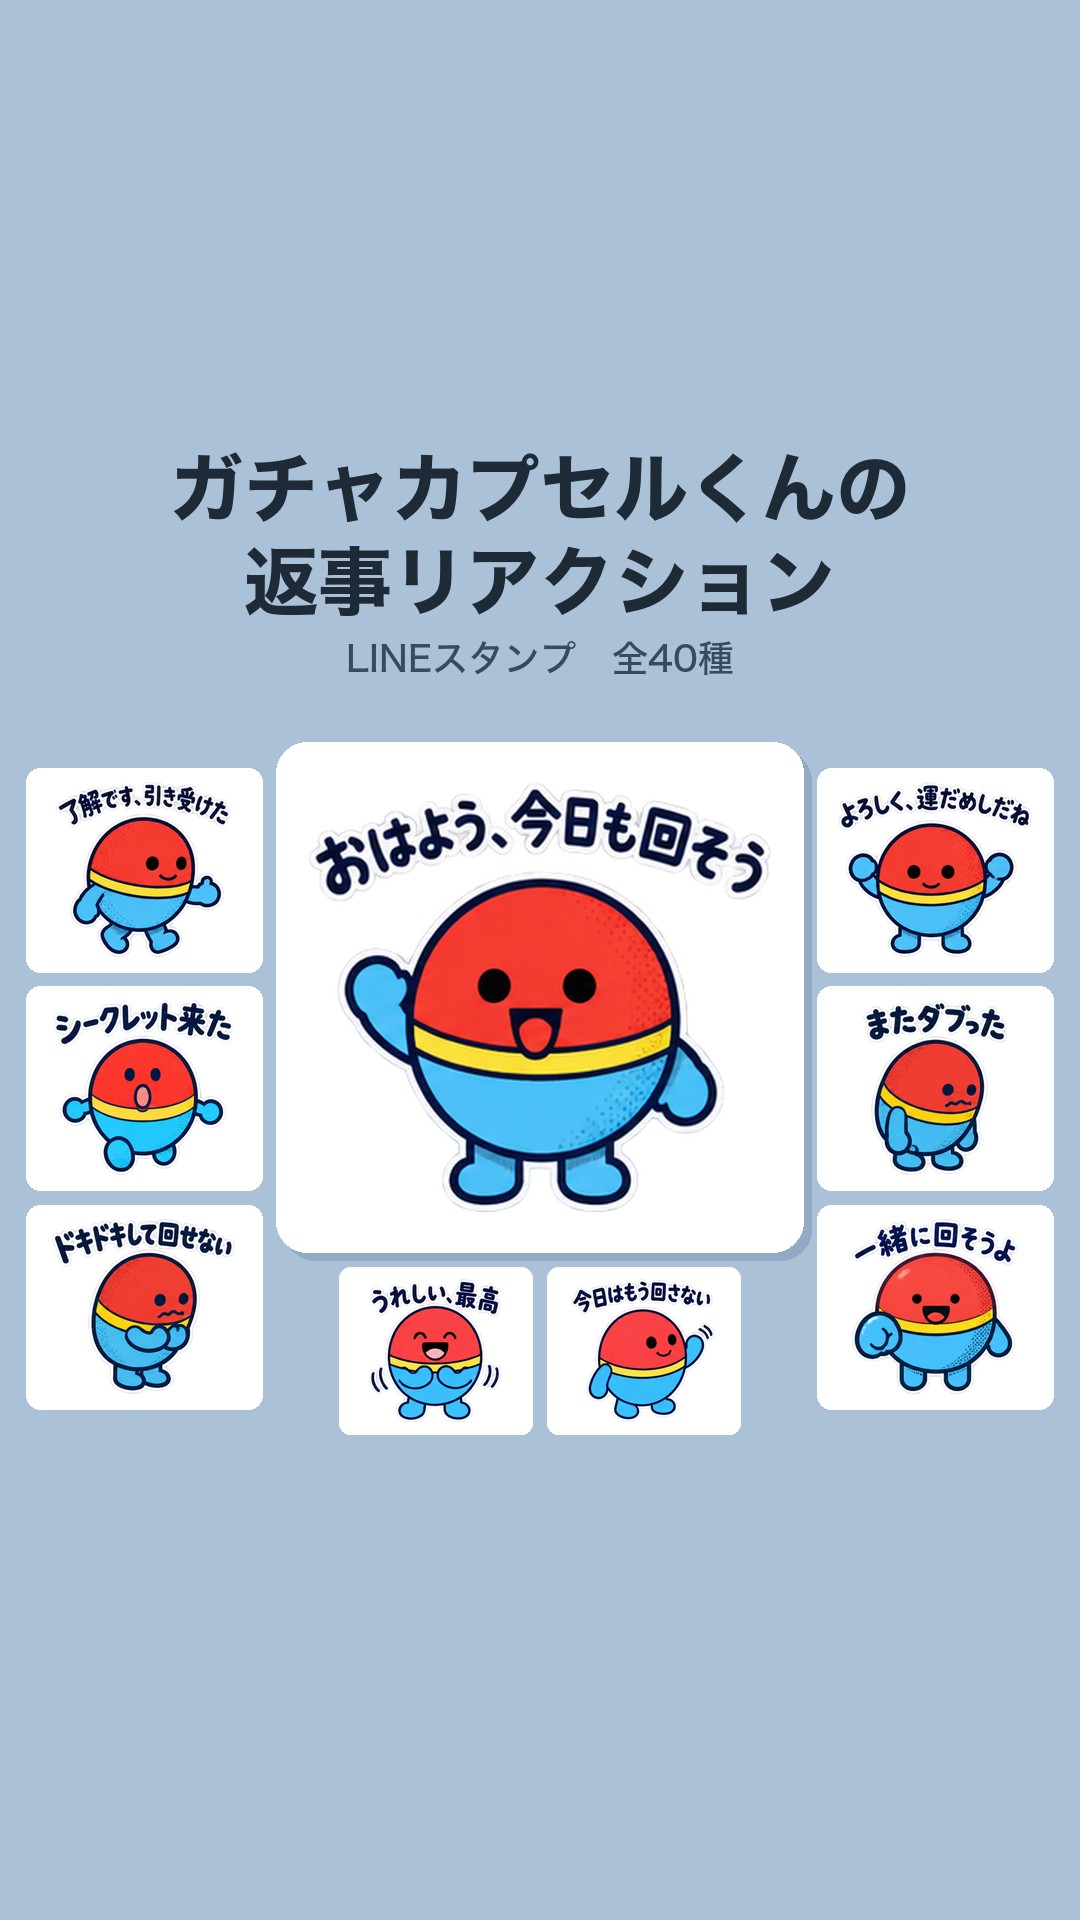 ガチャカプセルくんの
返事リアクション
LINEスタンプ　全40種
了解です、引き受けた
おはよう、今日も回そう
よろしく、運だめしだね
シークレット来た
またダブった
ドキドキして回せない
一緒に回そうよ
うれしい、最高
今日はもう回さない